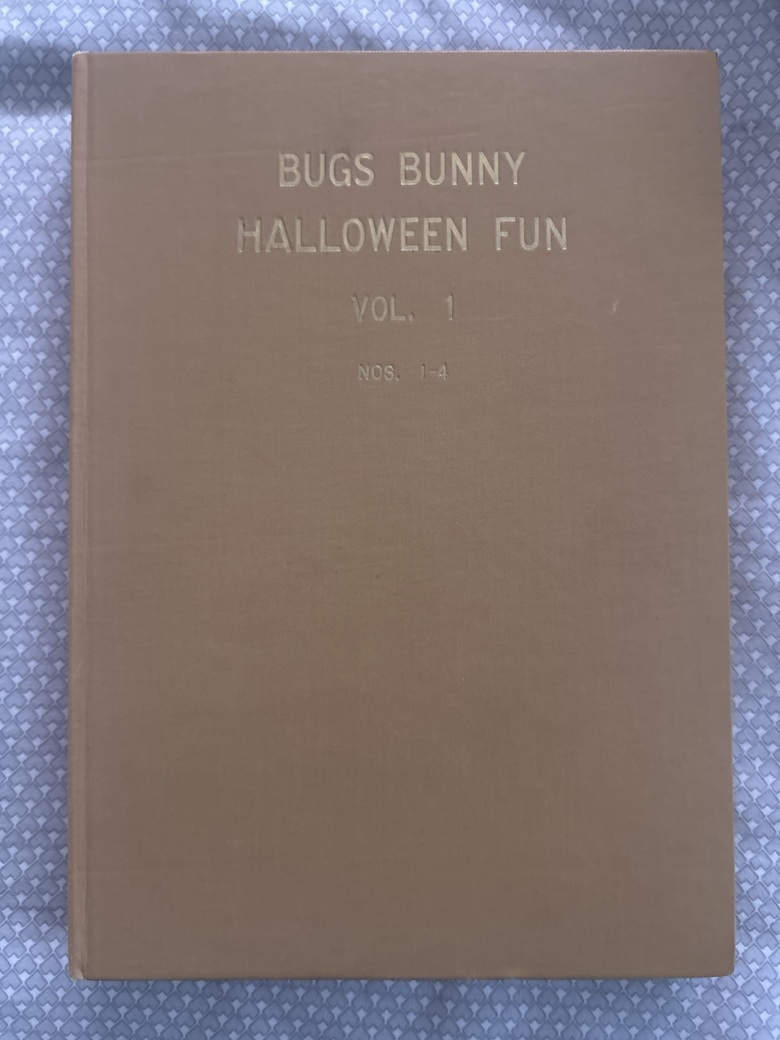 BUGS BUNNY
HALLOWEEN FUN
VOL. 1
NOS. 1-4